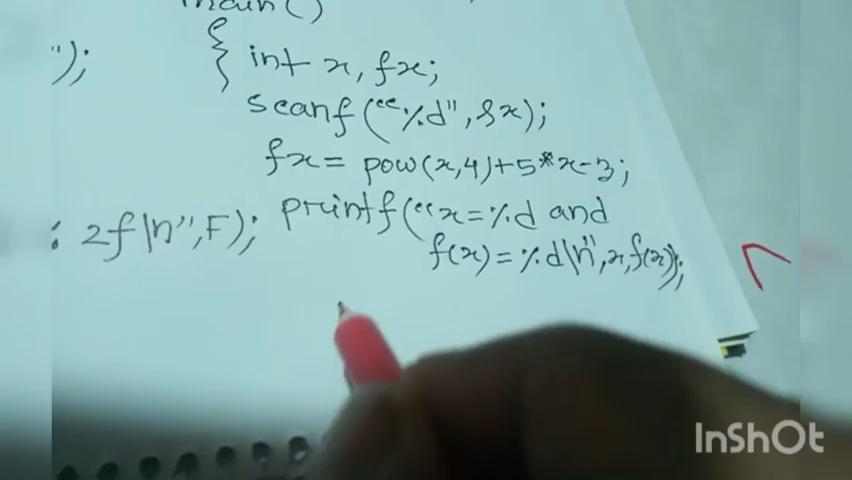 main()
"); { int x, fx;
scanf("%d", &x);
fx = pow(x,4)+5*x-3;
printf("x=%d and
: 2f\n", F); f(x) = %d\n", x, f(x));
InShOt